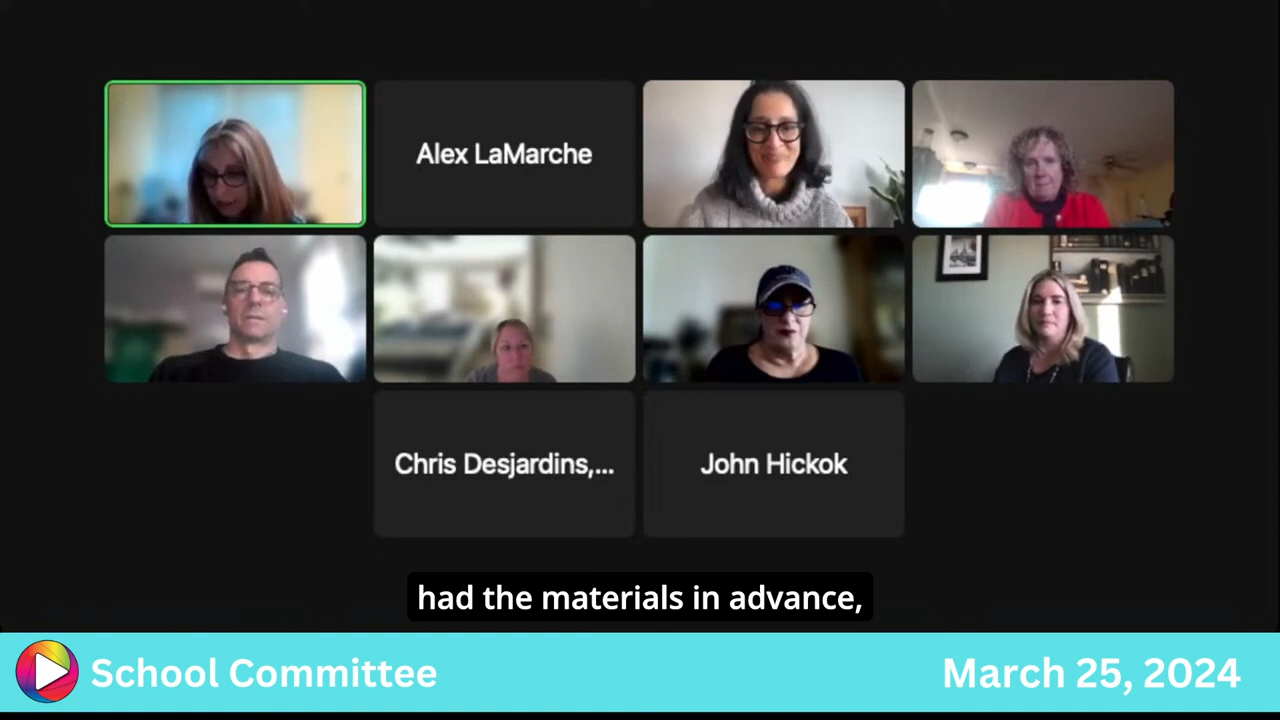 Alex LaMarche
Chris Desjardins,...
John Hickok
had the materials in advance,
School Committee
March 25, 2024